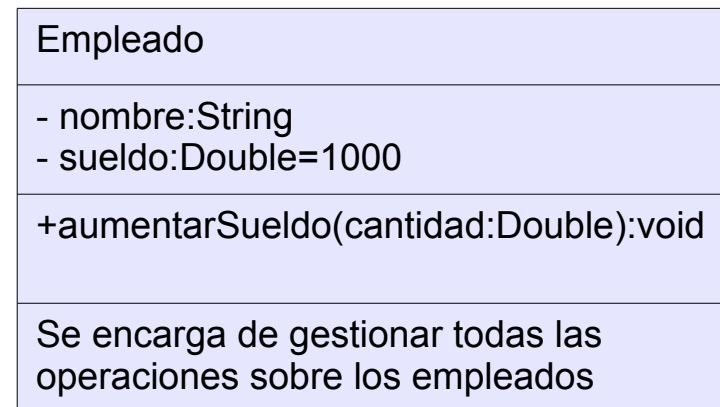 Empleado
- nombre:String
- sueldo:Double=1000
+aumentarSueldo(cantidad:Double):void
Se encarga de gestionar todas las
operaciones sobre los empleados